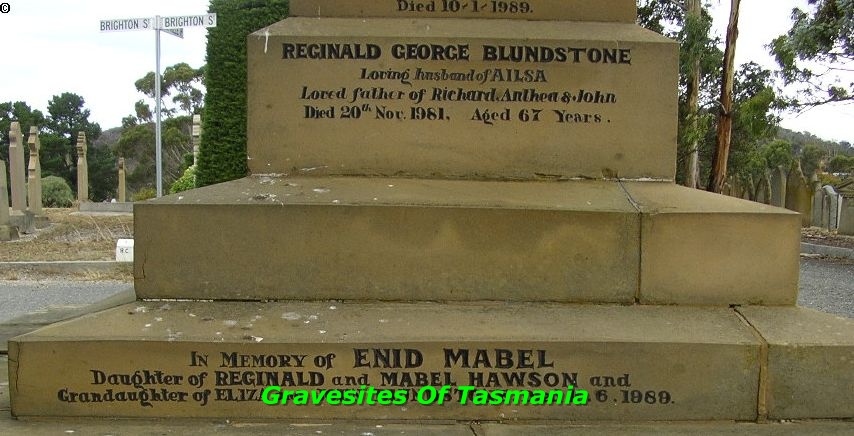 ©
BRIGHTON St BRIGHTON St
Died 10-1-1989.
REGINALD GEORGE BLUNDSTONE
Loving husband of AILSA
Loved father of Richard, Anthea & John
Died 20th Nov. 1981, Aged 67 Years.
IN MEMORY of ENID MABEL
Daughter of REGINALD and MABEL HAWSON and
Grandaughter of 6.1989.
Gravesites Of Tasmania